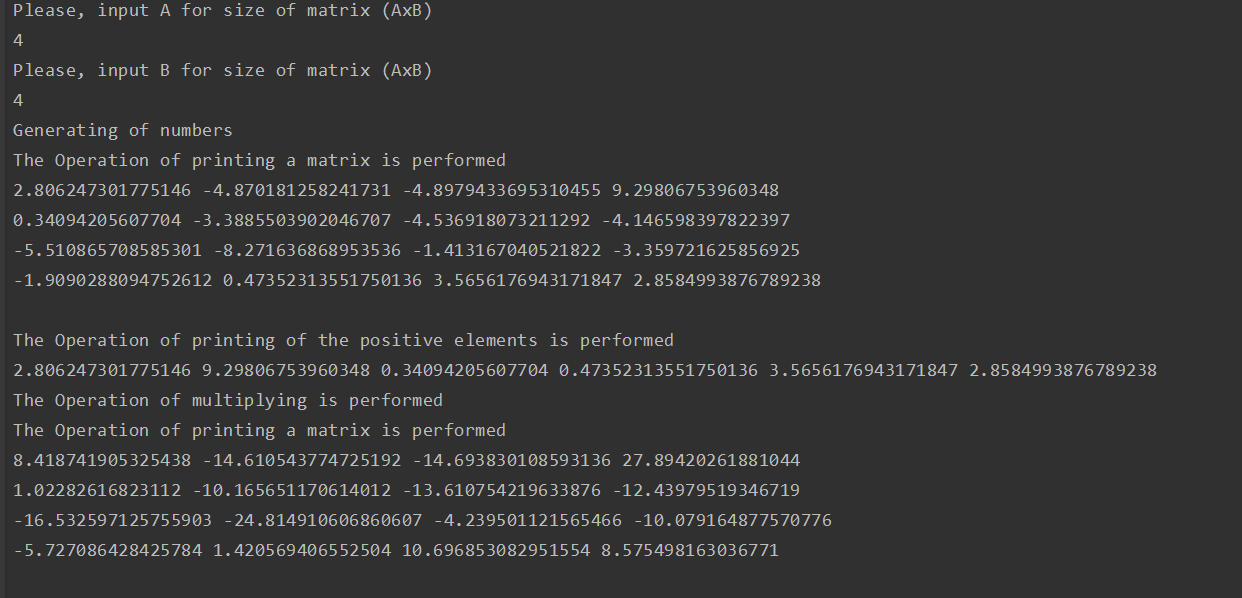 Please, input A for size of matrix (AxB)
4
Please, input B for size of matrix (AxB)
4
Generating of numbers
The Operation of printing a matrix is performed
2.806247301775146 -4.870181258241731 -4.8979433695310455 9.29806753960348
0.34094205607704 -3.3885503902046707 -4.536918073211292 -4.146598397822397
-5.510865708585301 -8.271636868953536 -1.413167040521822 -3.359721625856925
-1.9090288094752612 0.47352313551750136 3.5656176943171847 2.8584993876789238
The Operation of printing of the positive elements is performed
2.806247301775146 9.29806753960348 0.34094205607704 0.47352313551750136 3.5656176943171847 2.8584993876789238
The Operation of multiplying is performed
The Operation of printing a matrix is performed
8.418741905325438 -14.610543774725192 -14.693830108593136 27.89420261881044
1.02282616823112 -10.165651170614012 -13.610754219633876 -12.43979519346719
-16.532597125755903 -24.814910606860607 -4.239501121565466 -10.079164877570776
-5.727086428425784 1.420569406552504 10.696853082951554 8.575498163036771